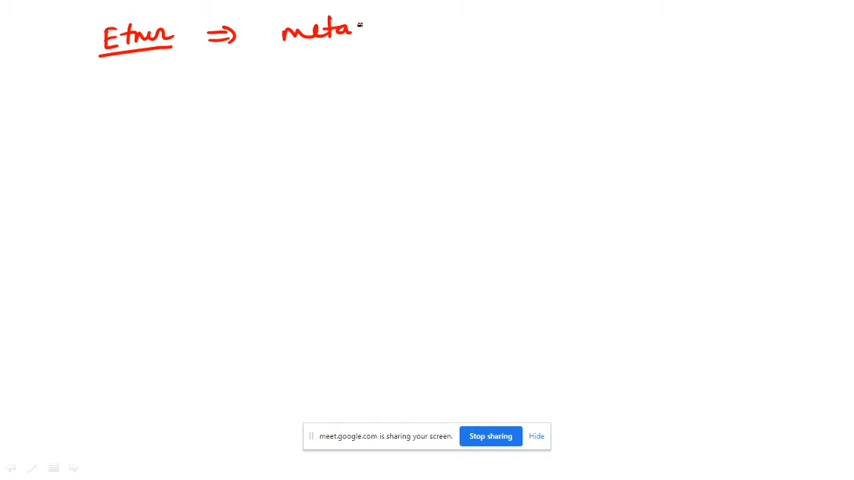 Ether ⇒ meta
meet.google.com is sharing your screen. Stop sharing Hide